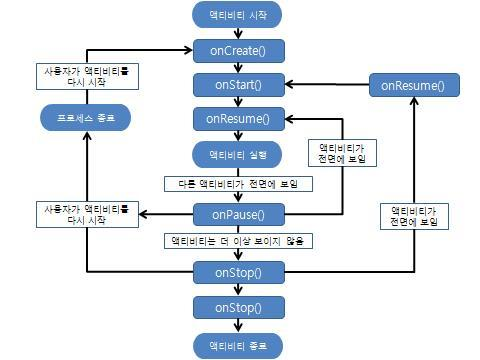 액티비티 시작
onCreate()
사용자가 액티비티를
다시 시작
onStart()
onResume()
onResume()
프로세스 종료
액티비티 실행
액티비티가
전면에 보임
다른 액티비티가 전면에 보임
사용자가 액티비티를
다시 시작
onPause()
액티비티가
전면에 보임
액티비티는 더 이상 보이지 않음
onStop()
onStop()
액티비티 종료